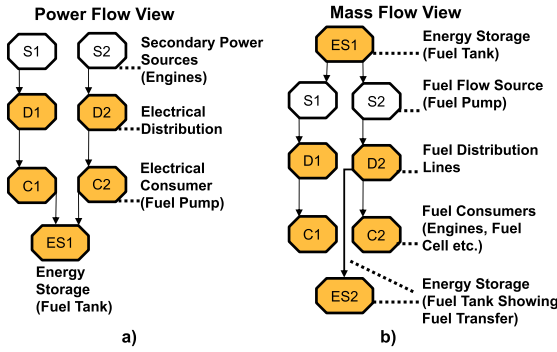 Power Flow View
S1
S2
Secondary Power
Sources
(Engines)
D1
D2
Electrical
Distribution
C1
C2
Electrical
Consumer
(Fuel Pump)
ES1
Energy
Storage
(Fuel Tank)
a)
Mass Flow View
ES1
Energy Storage
(Fuel Tank)
S1
S2
Fuel Flow Source
(Fuel Pump)
D1
D2
Fuel Distribution
Lines
C1
C2
Fuel Consumers
(Engines, Fuel
Cell etc.)
ES2
Energy Storage
(Fuel Tank Showing
Fuel Transfer)
b)